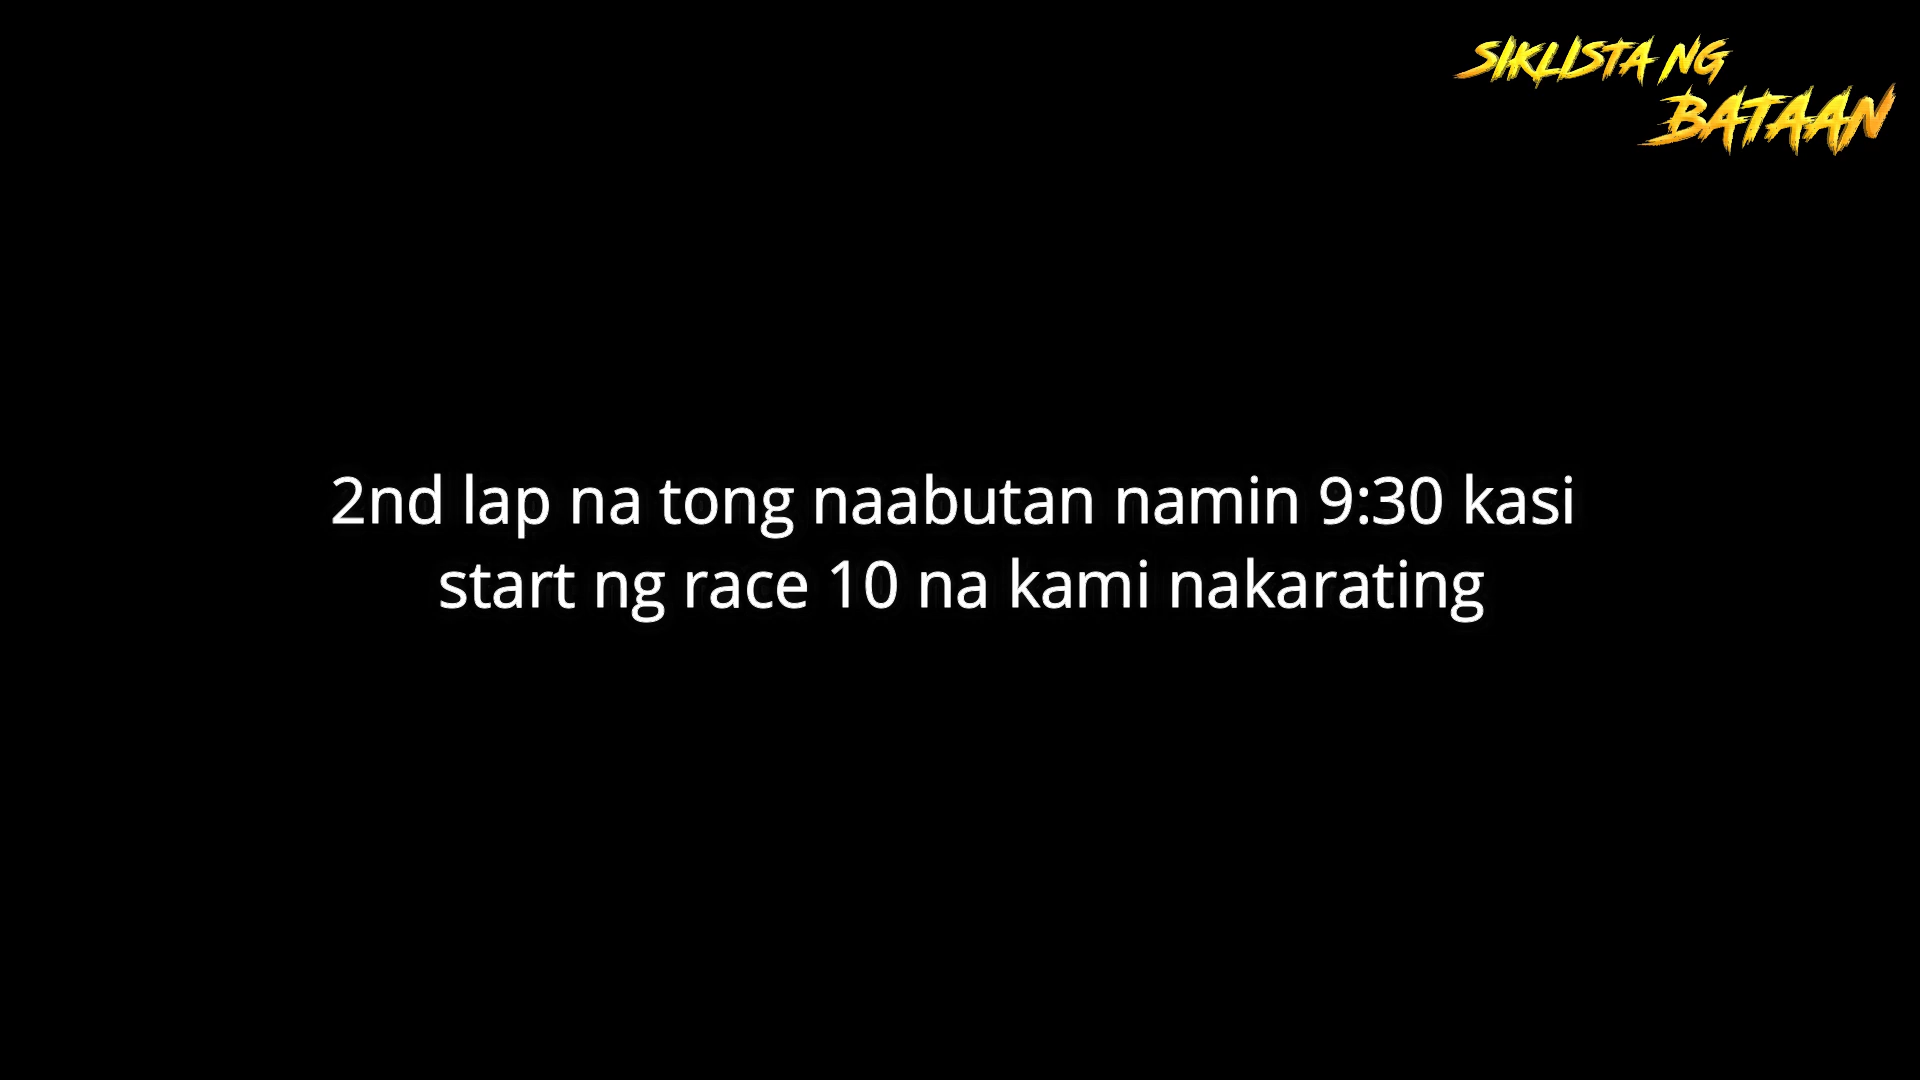 SIKLISTA NG
BATAAN
2nd lap na tong naabutan namin 9:30 kasi
start ng race 10 na kami nakarating